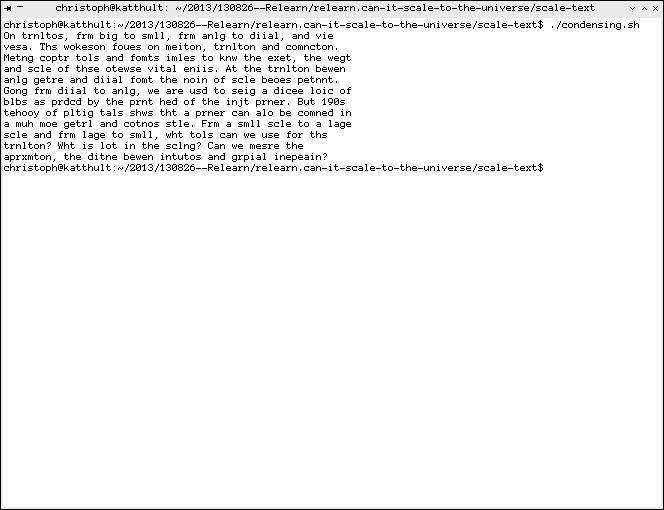 christoph@katthult: ~/2013/130826--Relearn/relearn.can-it-scale-to-the-universe/scale-text
christoph@katthult:~/2013/130826--Relearn/relearn.can-it-scale-to-the-universe/scale-text$ ./condensing.sh
On trnltos, frm big to smll, frm anlg to diial, and vie
vesa. Ths wokeson foues on meiton, trnlton and comncton.
Metng coptr tols and fomts imles to knw the exet, the wegt
and scle of thse otewse vital eniis. At the trnlton bewen
anlg getre and diial fomt the noin of scle beoes petnnt.
Gong frm diial to anlg, we are usd to seig a dicee loic of
blbs as prdcd by the prnt hed of the injt prner. But 190s
tehooy of pltig tals shws tht a prner can alo be comned in
a muh moe getrl and cotnos stle. Frm a smll scle to a lage
scle and frm lage to smll, wht tols can we use for ths
trnlton? Wht is lot in the sclng? Can we mesre the
aprxmton, the ditne bewen intutos and grpial inepeain?
christoph@katthult:~/2013/130826--Relearn/relearn.can-it-scale-to-the-universe/scale-text$